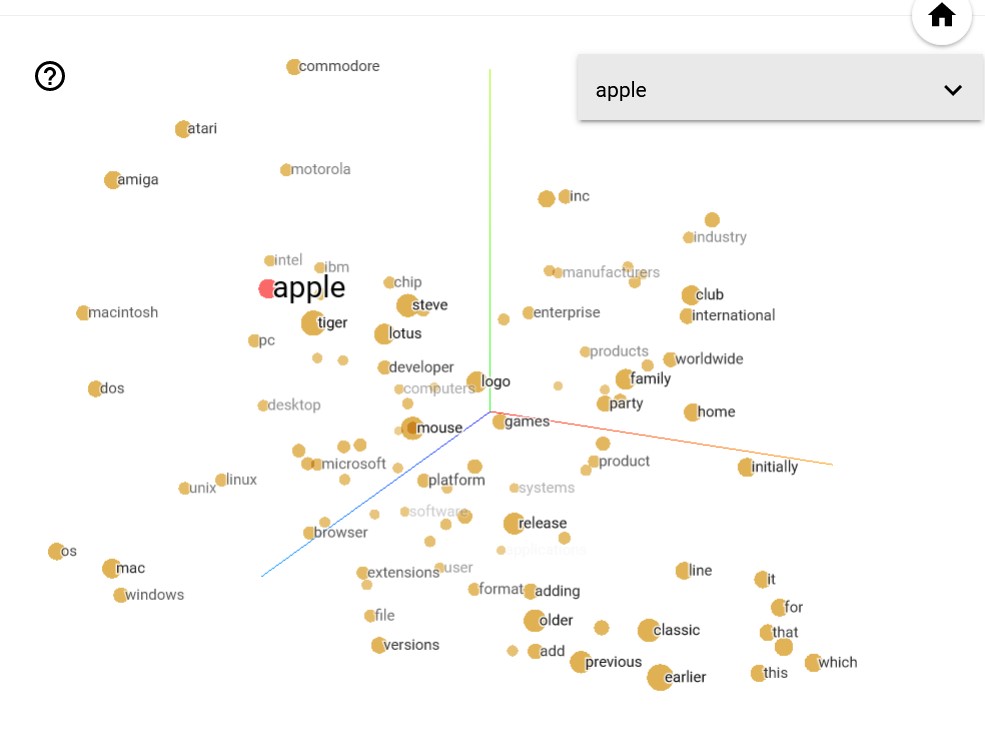 commodore
apple
atari
motorola
amiga
inc
industry
intel
ibm
manufacturers
chip
apple
club
steve
macintosh
enterprise
international
tiger
lotus
pc
products
worldwide
developer
family
logo
dos
computers
party
desktop
home
games
mouse
product
microsoft
initially
linux
platform
unix
systems
software
release
browser
os
applications
mac
user
line
extensions
it
windows
format
adding
for
file
older
classic
that
versions
add
previous
which
this
earlier